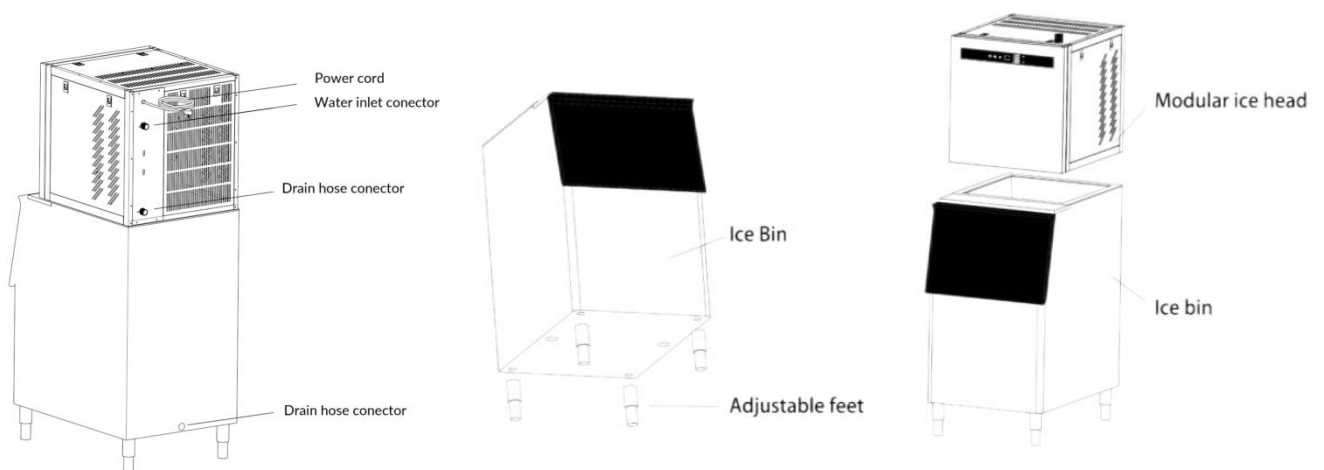 Power cord
Water inlet conector
Drain hose conector
Drain hose conector
Ice Bin
Adjustable feet
Modular ice head
Ice bin